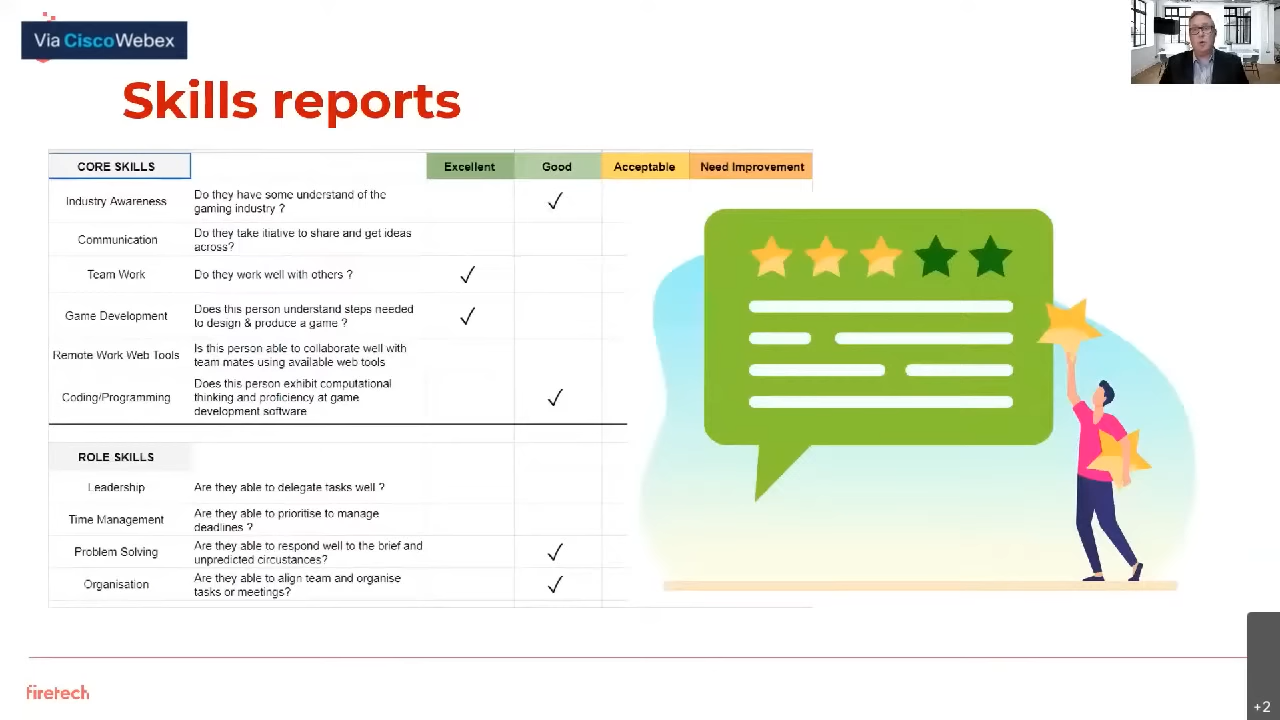 Via CiscoWebex
Skills reports
CORE SKILLS Excellent Good Acceptable Need Improvement
Industry Awareness Do they have some understand of the
gaming industry ? ✓
Communication Do they take itiative to share and get ideas
across?
Team Work Do they work well with others ? ✓
Game Development Does this person understand steps needed
to design & produce a game ? ✓
Remote Work Web Tools Is this person able to collaborate well with
team mates using available web tools
Coding/Programming Does this person exhibit computational
thinking and proficiency at game
development software ✓
ROLE SKILLS
Leadership Are they able to delegate tasks well ?
Time Management Are they able to prioritise to manage
deadlines ?
Problem Solving Are they able to respond well to the brief and
unpredicted circustances? ✓
Organisation Are they able to align team and organise
tasks or meetings? ✓
firetech
+2